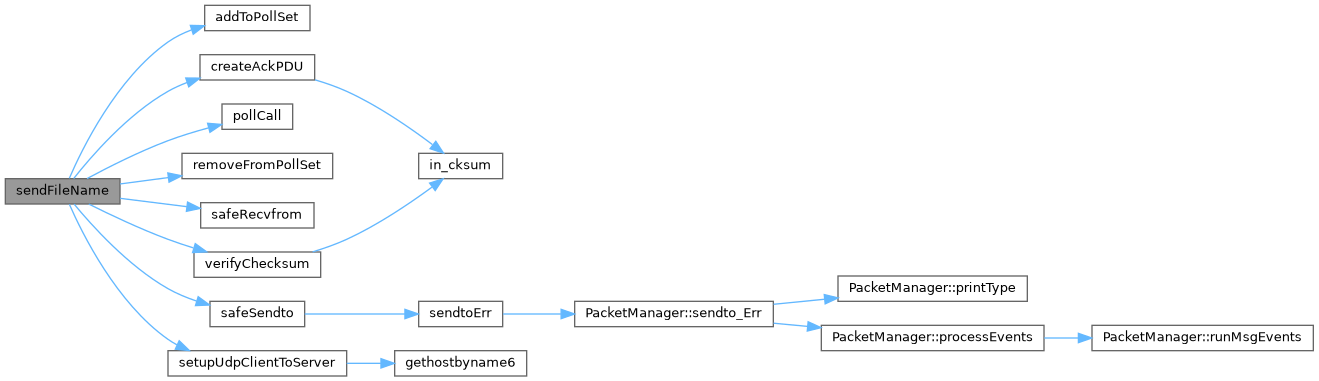 sendFileName
addToPollSet
createAckPDU
pollCall
removeFromPollSet
safeRecvfrom
verifyChecksum
safeSendto
setupUdpClientToServer
in_cksum
sendtoErr
gethostbyname6
PacketManager::sendto_Err
PacketManager::printType
PacketManager::processEvents
PacketManager::runMsgEvents